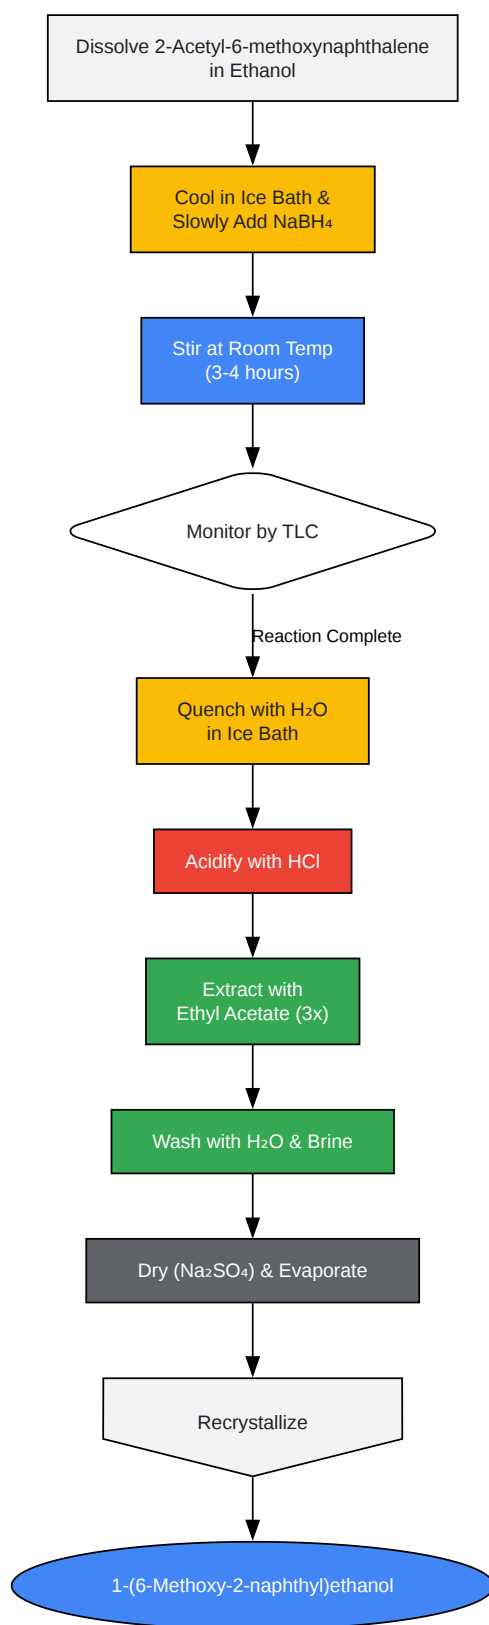 Dissolve 2-Acetyl-6-methoxynaphthalene
in Ethanol
Cool in Ice Bath &
Slowly Add NaBH₄
Stir at Room Temp
(3-4 hours)
Monitor by TLC
Reaction Complete
Quench with H₂O
in Ice Bath
Acidify with HCl
Extract with
Ethyl Acetate (3x)
Wash with H₂O & Brine
Dry (Na₂SO₄) & Evaporate
Recrystallize
1-(6-Methoxy-2-naphthyl)ethanol